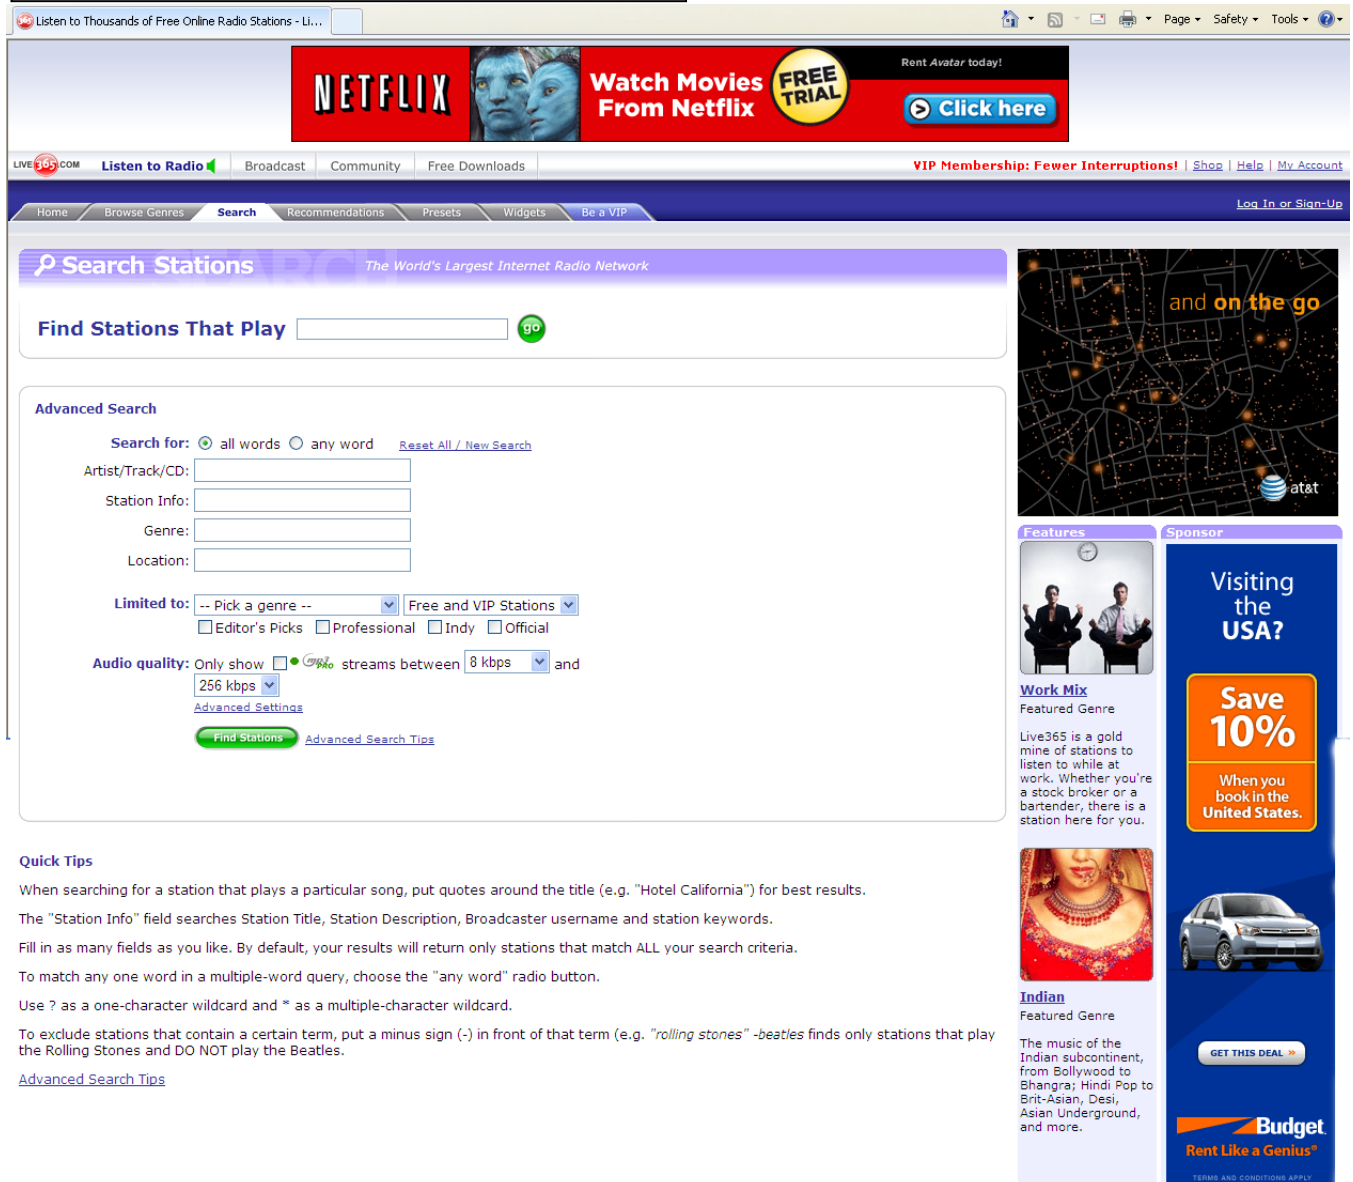 Listen to Thousands of Free Online Radio Stations - Li...
Page Safety Tools
NETFLIX
Watch Movies
From Netflix
FREE
TRIAL
Rent Avatar today!
Click here
LIVE365.COM Listen to Radio Broadcast Community Free Downloads
VIP Membership: Fewer Interruptions! | Shop | Help | My Account
Home Browse Genres Search Recommendations Presets Widgets Be a VIP
Log In or Sign-Up
SEARCH
Search Stations The World's Largest Internet Radio Network
Find Stations That Play go
Advanced Search
Search for: all words any word Reset All / New Search
Artist/Track/CD:
Station Info:
Genre:
Location:
Limited to: -- Pick a genre -- Free and VIP Stations
Editor's Picks Professional Indy Official
Audio quality: Only show mp3PRO streams between 8 kbps and
256 kbps
Advanced Settings
Find Stations Advanced Search Tips
Quick Tips
When searching for a station that plays a particular song, put quotes around the title (e.g. "Hotel California") for best results.
The "Station Info" field searches Station Title, Station Description, Broadcaster username and station keywords.
Fill in as many fields as you like. By default, your results will return only stations that match ALL your search criteria.
To match any one word in a multiple-word query, choose the "any word" radio button.
Use ? as a one-character wildcard and * as a multiple-character wildcard.
To exclude stations that contain a certain term, put a minus sign (-) in front of that term (e.g. "rolling stones" -beatles finds only stations that play
the Rolling Stones and DO NOT play the Beatles.
Advanced Search Tips
and on the go
at&t
Features
Work Mix
Featured Genre
Live365 is a gold
mine of stations to
listen to while at
work. Whether you're
a stock broker or a
bartender, there is a
station here for you.
Indian
Featured Genre
The music of the
Indian subcontinent,
from Bollywood to
Bhangra; Hindi Pop to
Brit-Asian, Desi,
Asian Underground,
and more.
Sponsor
Visiting
the
USA?
Save
10%
When you
book in the
United States.
GET THIS DEAL »
Budget
Rent Like a Genius®
TERMS AND CONDITIONS APPLY